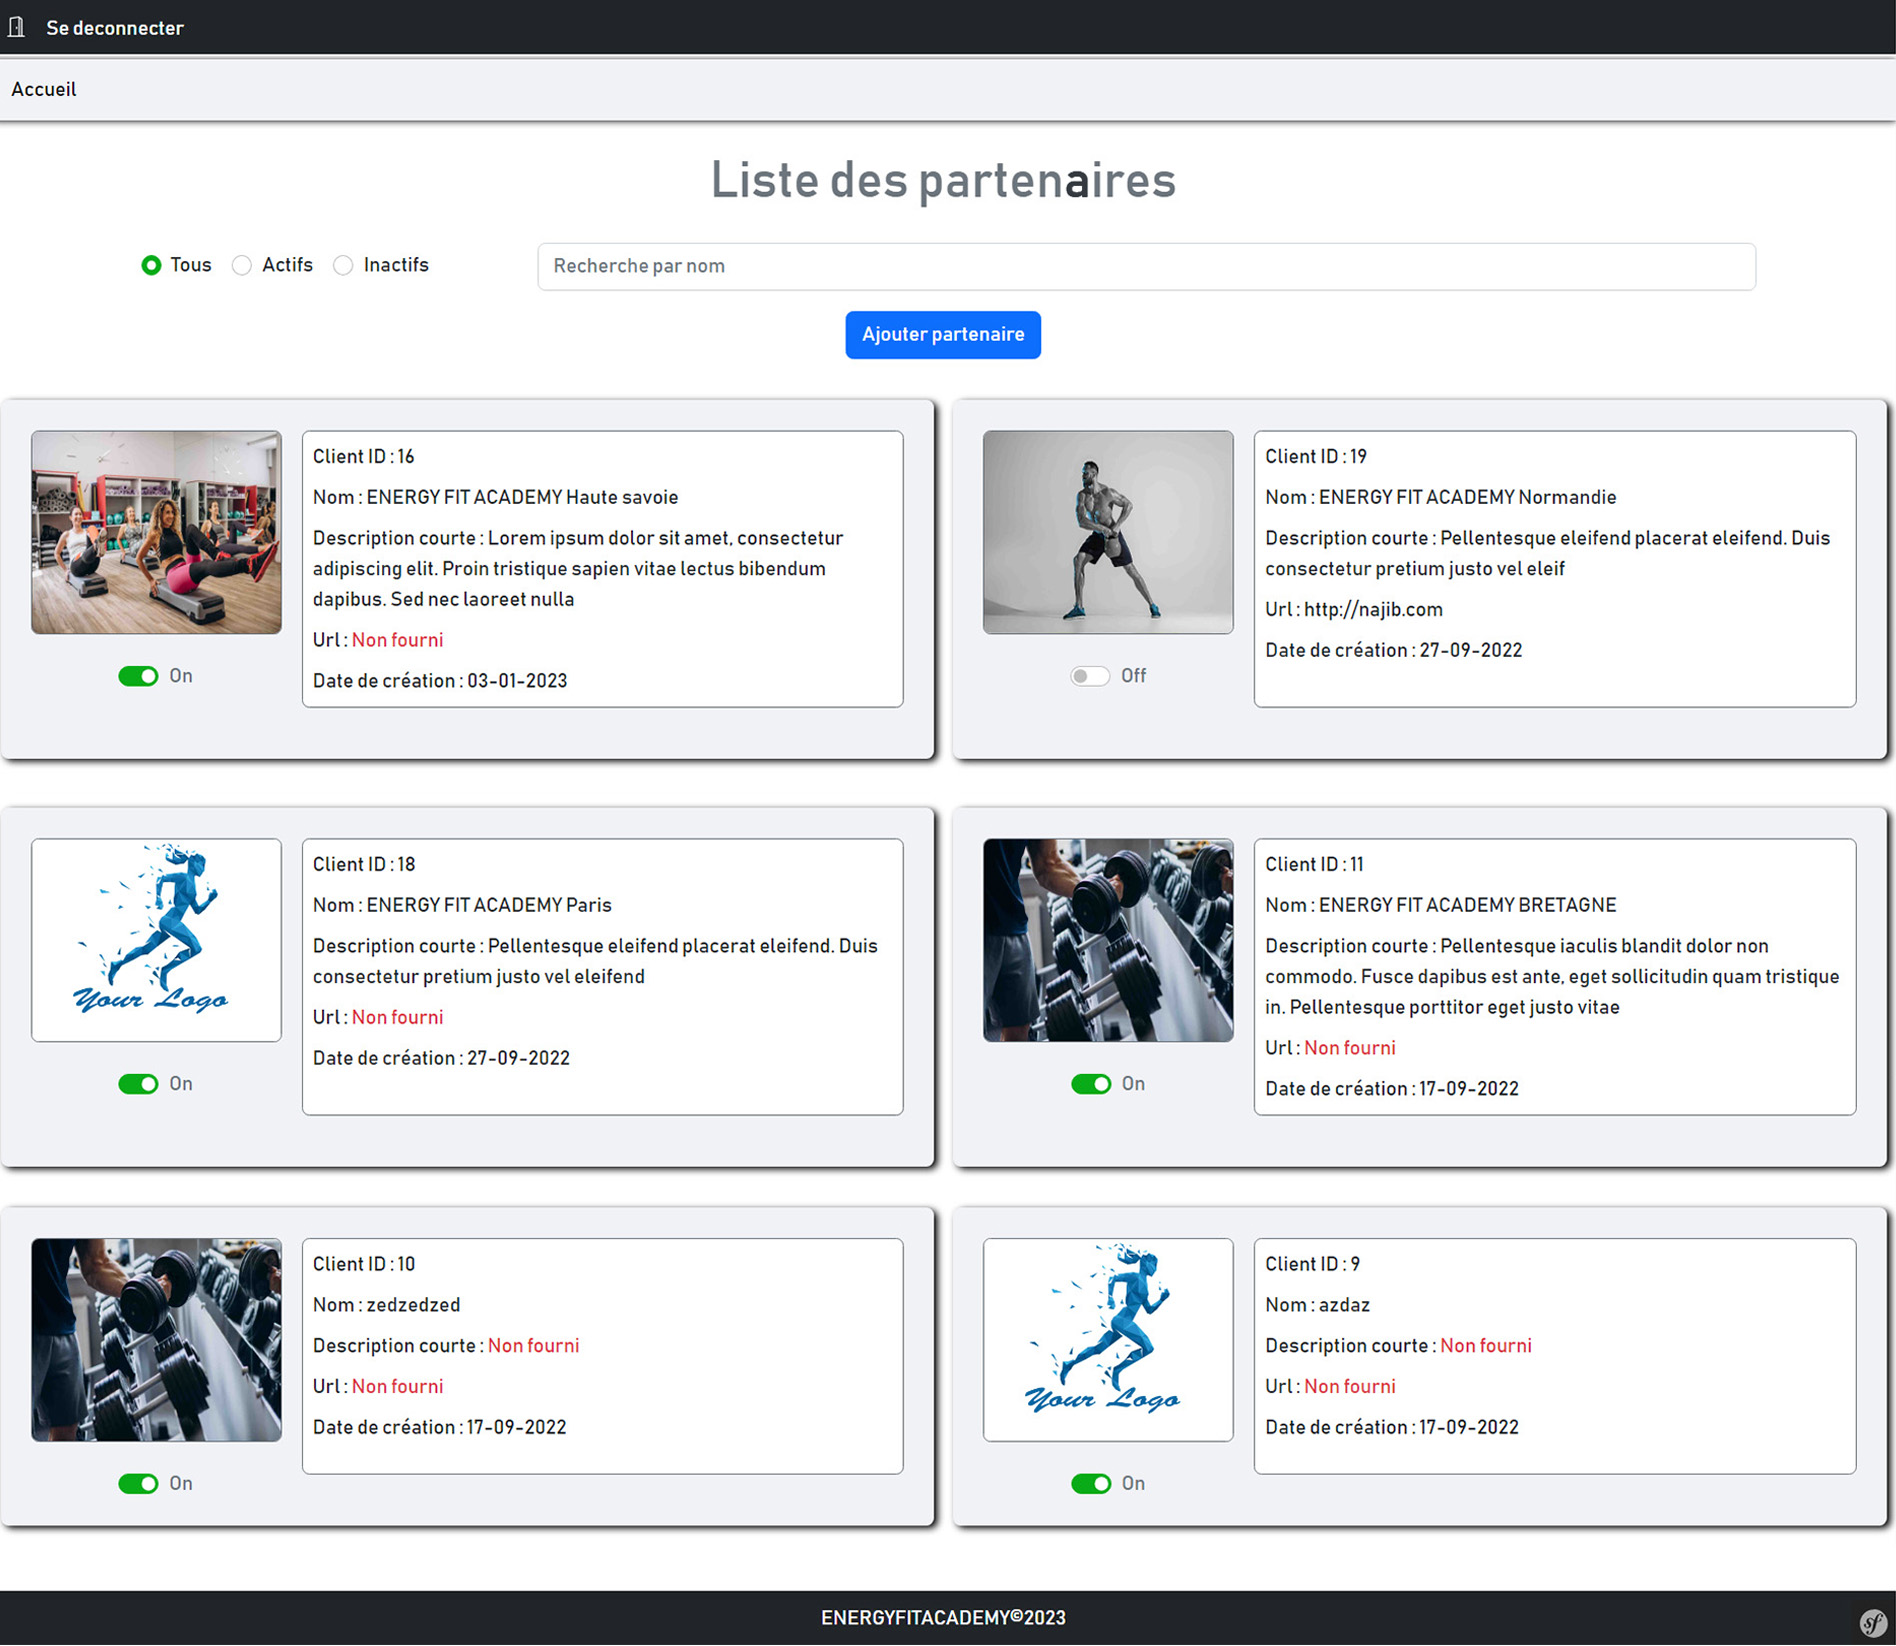 Se deconnecter
Accueil
Liste des partenaires
Tous Actifs Inactifs
Recherche par nom
Ajouter partenaire
Client ID : 16
Nom : ENERGY FIT ACADEMY Haute savoie
Description courte : Lorem ipsum dolor sit amet, consectetur
adipiscing elit. Proin tristique sapien vitae lectus bibendum
dapibus. Sed nec laoreet nulla
Url : Non fourni
Date de création : 03-01-2023
On
Client ID : 19
Nom : ENERGY FIT ACADEMY Normandie
Description courte : Pellentesque eleifend placerat eleifend. Duis
consectetur pretium justo vel eleif
Url : http://najib.com
Date de création : 27-09-2022
Off
Your Logo
Client ID : 18
Nom : ENERGY FIT ACADEMY Paris
Description courte : Pellentesque eleifend placerat eleifend. Duis
consectetur pretium justo vel eleifend
Url : Non fourni
Date de création : 27-09-2022
On
Client ID : 11
Nom : ENERGY FIT ACADEMY BRETAGNE
Description courte : Pellentesque iaculis blandit dolor non
commodo. Fusce dapibus est ante, eget sollicitudin quam tristique
in. Pellentesque porttitor eget justo vitae
Url : Non fourni
Date de création : 17-09-2022
On
Client ID : 10
Nom : zedzedzed
Description courte : Non fourni
Url : Non fourni
Date de création : 17-09-2022
On
Your Logo
Client ID : 9
Nom : azdaz
Description courte : Non fourni
Url : Non fourni
Date de création : 17-09-2022
On
ENERGYFITACADEMY©2023
sf